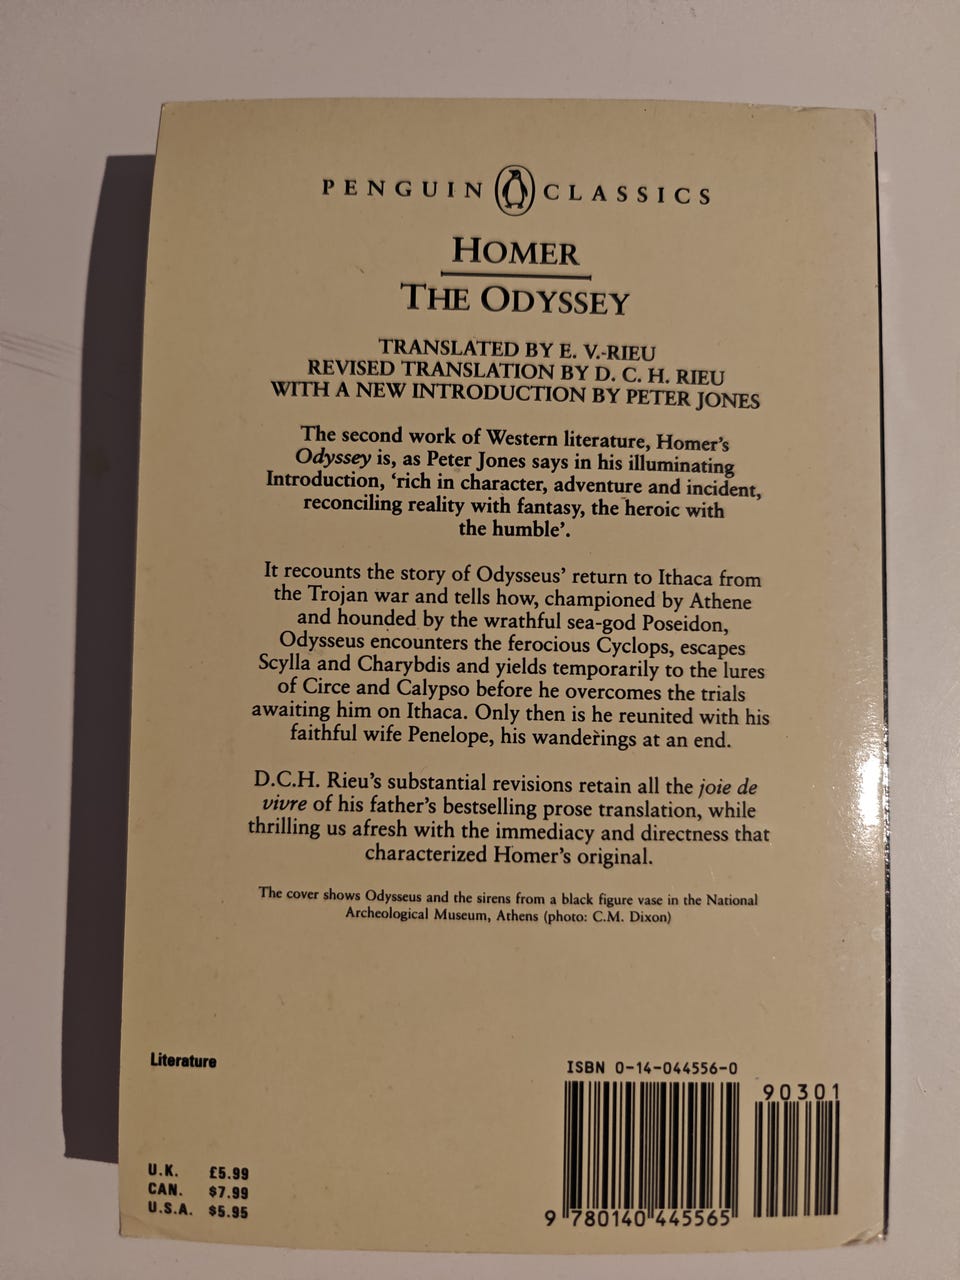 PENGUIN CLASSICS
HOMER
THE ODYSSEY
TRANSLATED BY E. V. RIEU
REVISED TRANSLATION BY D. C. H. RIEU
WITH A NEW INTRODUCTION BY PETER JONES
The second work of Western literature, Homer's
Odyssey is, as Peter Jones says in his illuminating
Introduction, ‘rich in character, adventure and incident,
reconciling reality with fantasy, the heroic with
the humble’.
It recounts the story of Odysseus’ return to Ithaca from
the Trojan war and tells how, championed by Athene
and hounded by the wrathful sea-god Poseidon,
Odysseus encounters the ferocious Cyclops, escapes
Scylla and Charybdis and yields temporarily to the lures
of Circe and Calypso before he overcomes the trials
awaiting him on Ithaca. Only then is he reunited with his
faithful wife Penelope, his wanderings at an end.
D.C.H. Rieu’s substantial revisions retain all the joie de
vivre of his father’s bestselling prose translation, while
thrilling us afresh with the immediacy and directness that
characterized Homer’s original.
The cover shows Odysseus and the sirens from a black figure vase in the National
Archeological Museum, Athens (photo: C.M. Dixon)
Literature
U.K. £5.99
CAN. $7.99
U.S.A. $5.95
ISBN 0-14-044556-0
90301
9 780140 445565